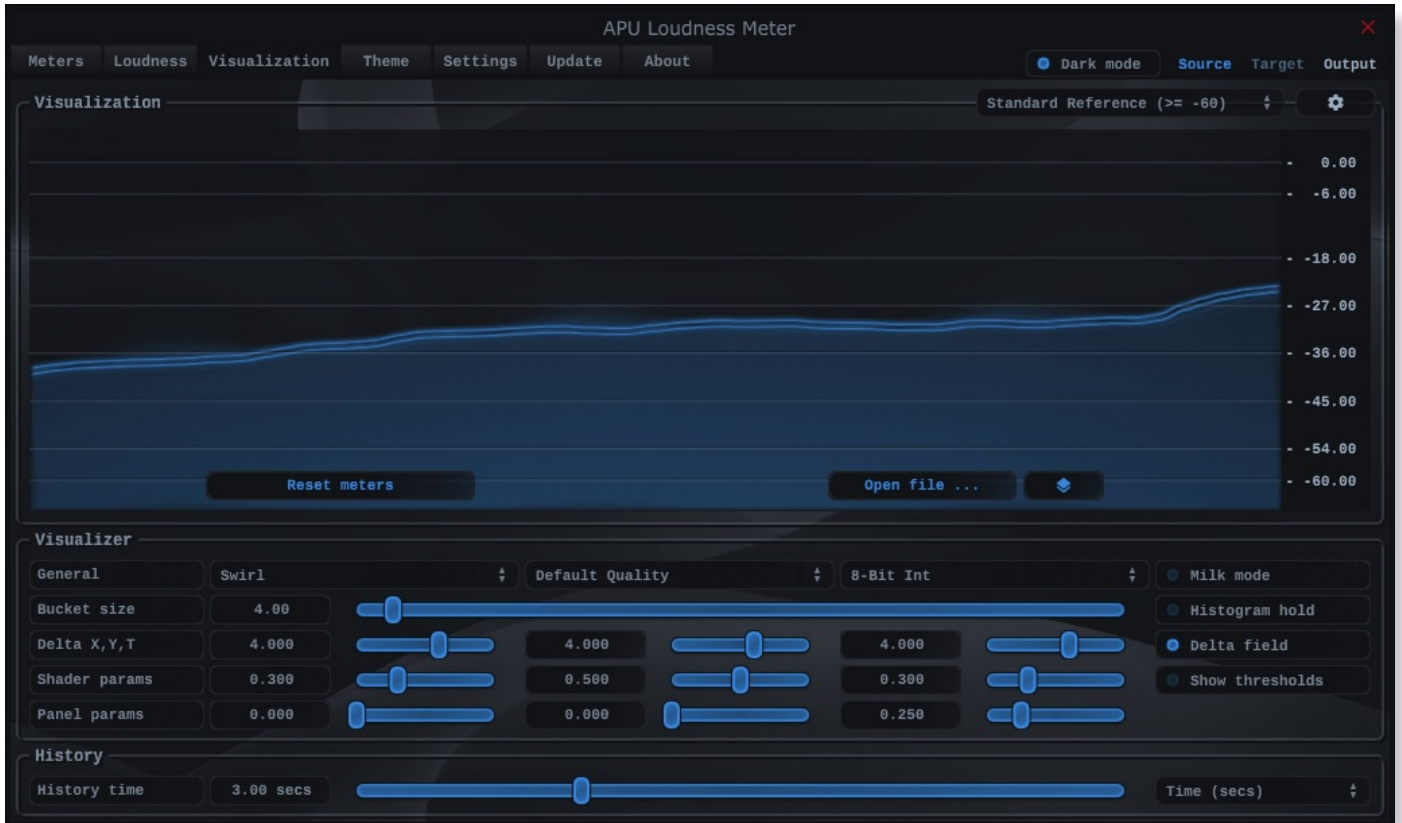 APU Loudness Meter
Meters Loudness Visualization Theme Settings Update About Dark mode Source Target Output
Visualization Standard Reference (>= -60)
- 0.00
- -6.00
- -18.00
- -27.00
- -36.00
- -45.00
- -54.00
- -60.00
Reset meters Open file ...
Visualizer
General Swirl Default Quality 8-Bit Int Milk mode
Bucket size 4.00 Histogram hold
Delta X,Y,T 4.000 4.000 4.000 Delta field
Shader params 0.300 0.500 0.300 Show thresholds
Panel params 0.000 0.000 0.250
History
History time 3.00 secs Time (secs)